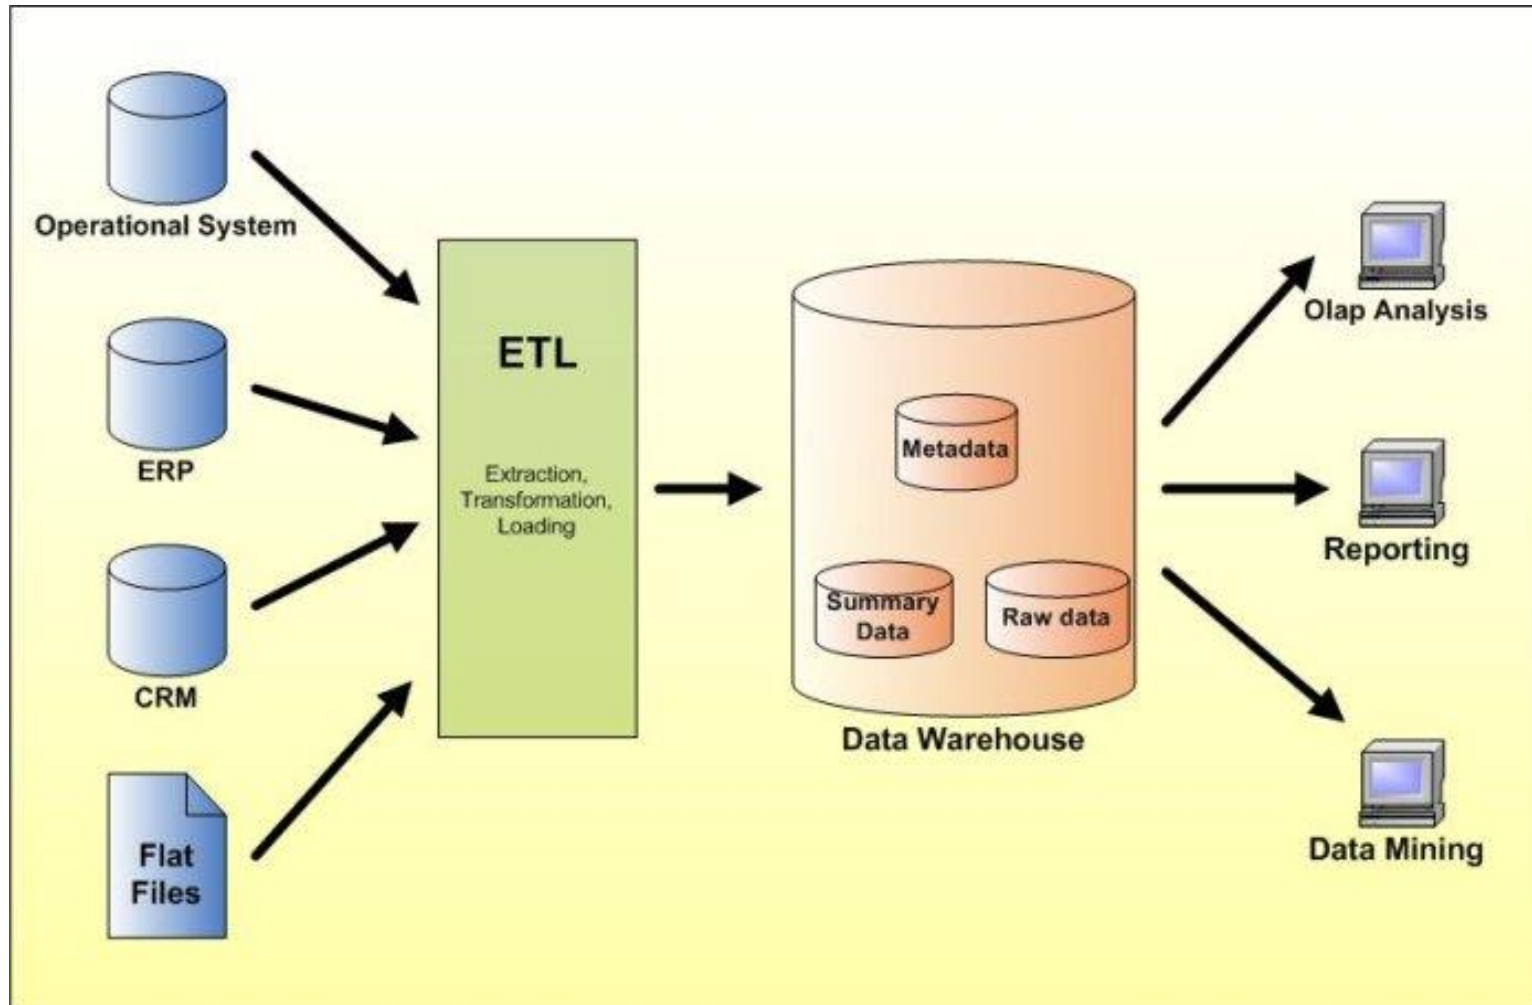 Operational System
ERP
CRM
Flat
Files
ETL
Extraction,
Transformation,
Loading
Metadata
Summary
Data
Raw data
Data Warehouse
Olap Analysis
Reporting
Data Mining